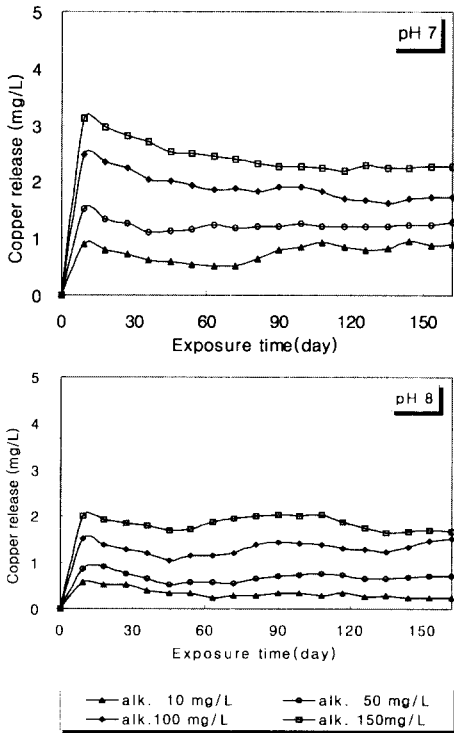 pH 7
Copper release (mg/L)
5
4
3
2
1
0
0 30 60 90 120 150
Exposure time(day)
pH 8
Copper release (mg/L)
5
4
3
2
1
0
0 30 60 90 120 150
Exposure time(day)
alk. 10 mg/L alk. 50 mg/L
alk.100 mg/L alk. 150mg/L